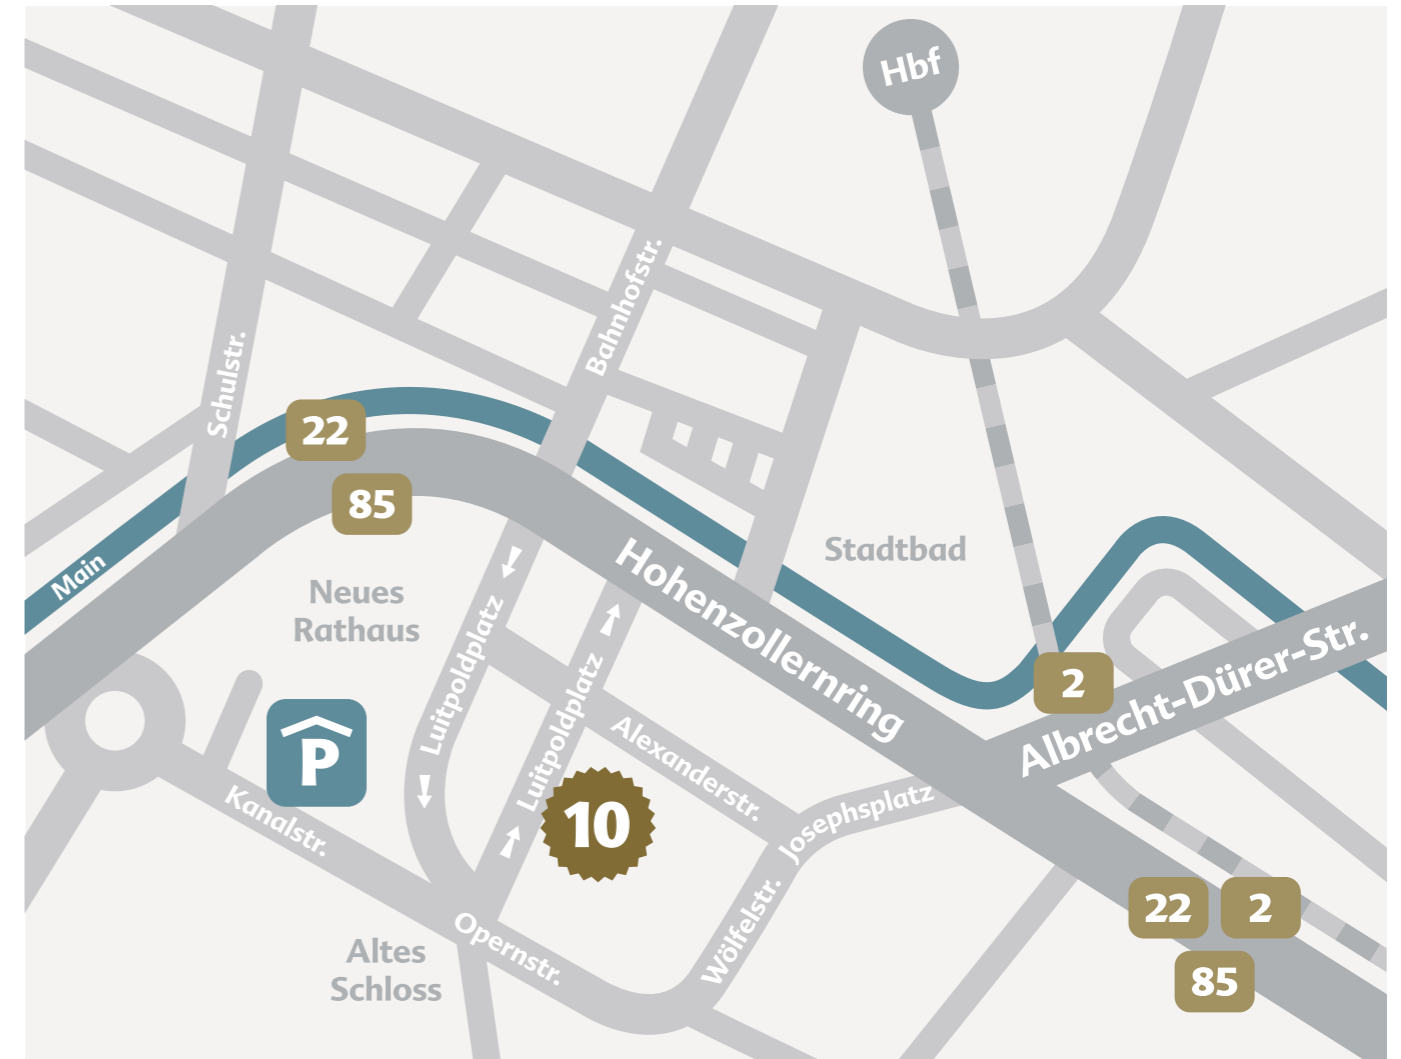 Hbf
Bahnhofstr.
Schulstr.
22
85
Main
Stadtbad
Neues
Rathaus
Hohenzollernring
Luitpoldplatz
Luitpoldplatz
2
Albrecht-Dürer-Str.
P
Alexanderstr.
10
Josephsplatz
Kanalstr.
Wölfelstr.
22
2
Opernstr.
Altes
Schloss
85